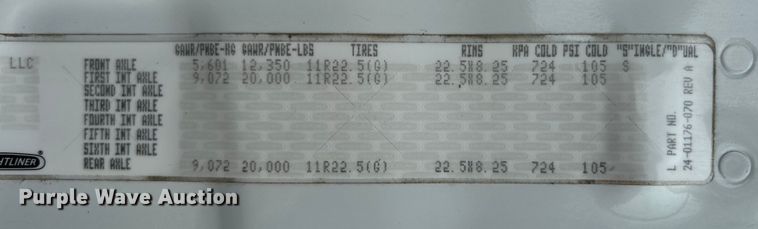 GAWR/PNBE-KG GAWR/PNBE-LBS TIRES RIMS KPA COLD PSI COLD "S"INGLE/"D"UAL
LLC FRONT AXLE 5,601 12,350 11R22.5(G) 22.5X8.25 724 105 S
FIRST INT AXLE 9,072 20,000 11R22.5(G) 22.5X8.25 724 105
SECOND INT AXLE
THIRD INT AXLE
FOURTH INT AXLE
FIFTH INT AXLE
SIXTH INT AXLE
REAR AXLE 9,072 20,000 11R22.5(G) 22.5X8.25 724 105
HTLINER
L PART NO.
24-01176-070 REV A
Purple Wave Auction